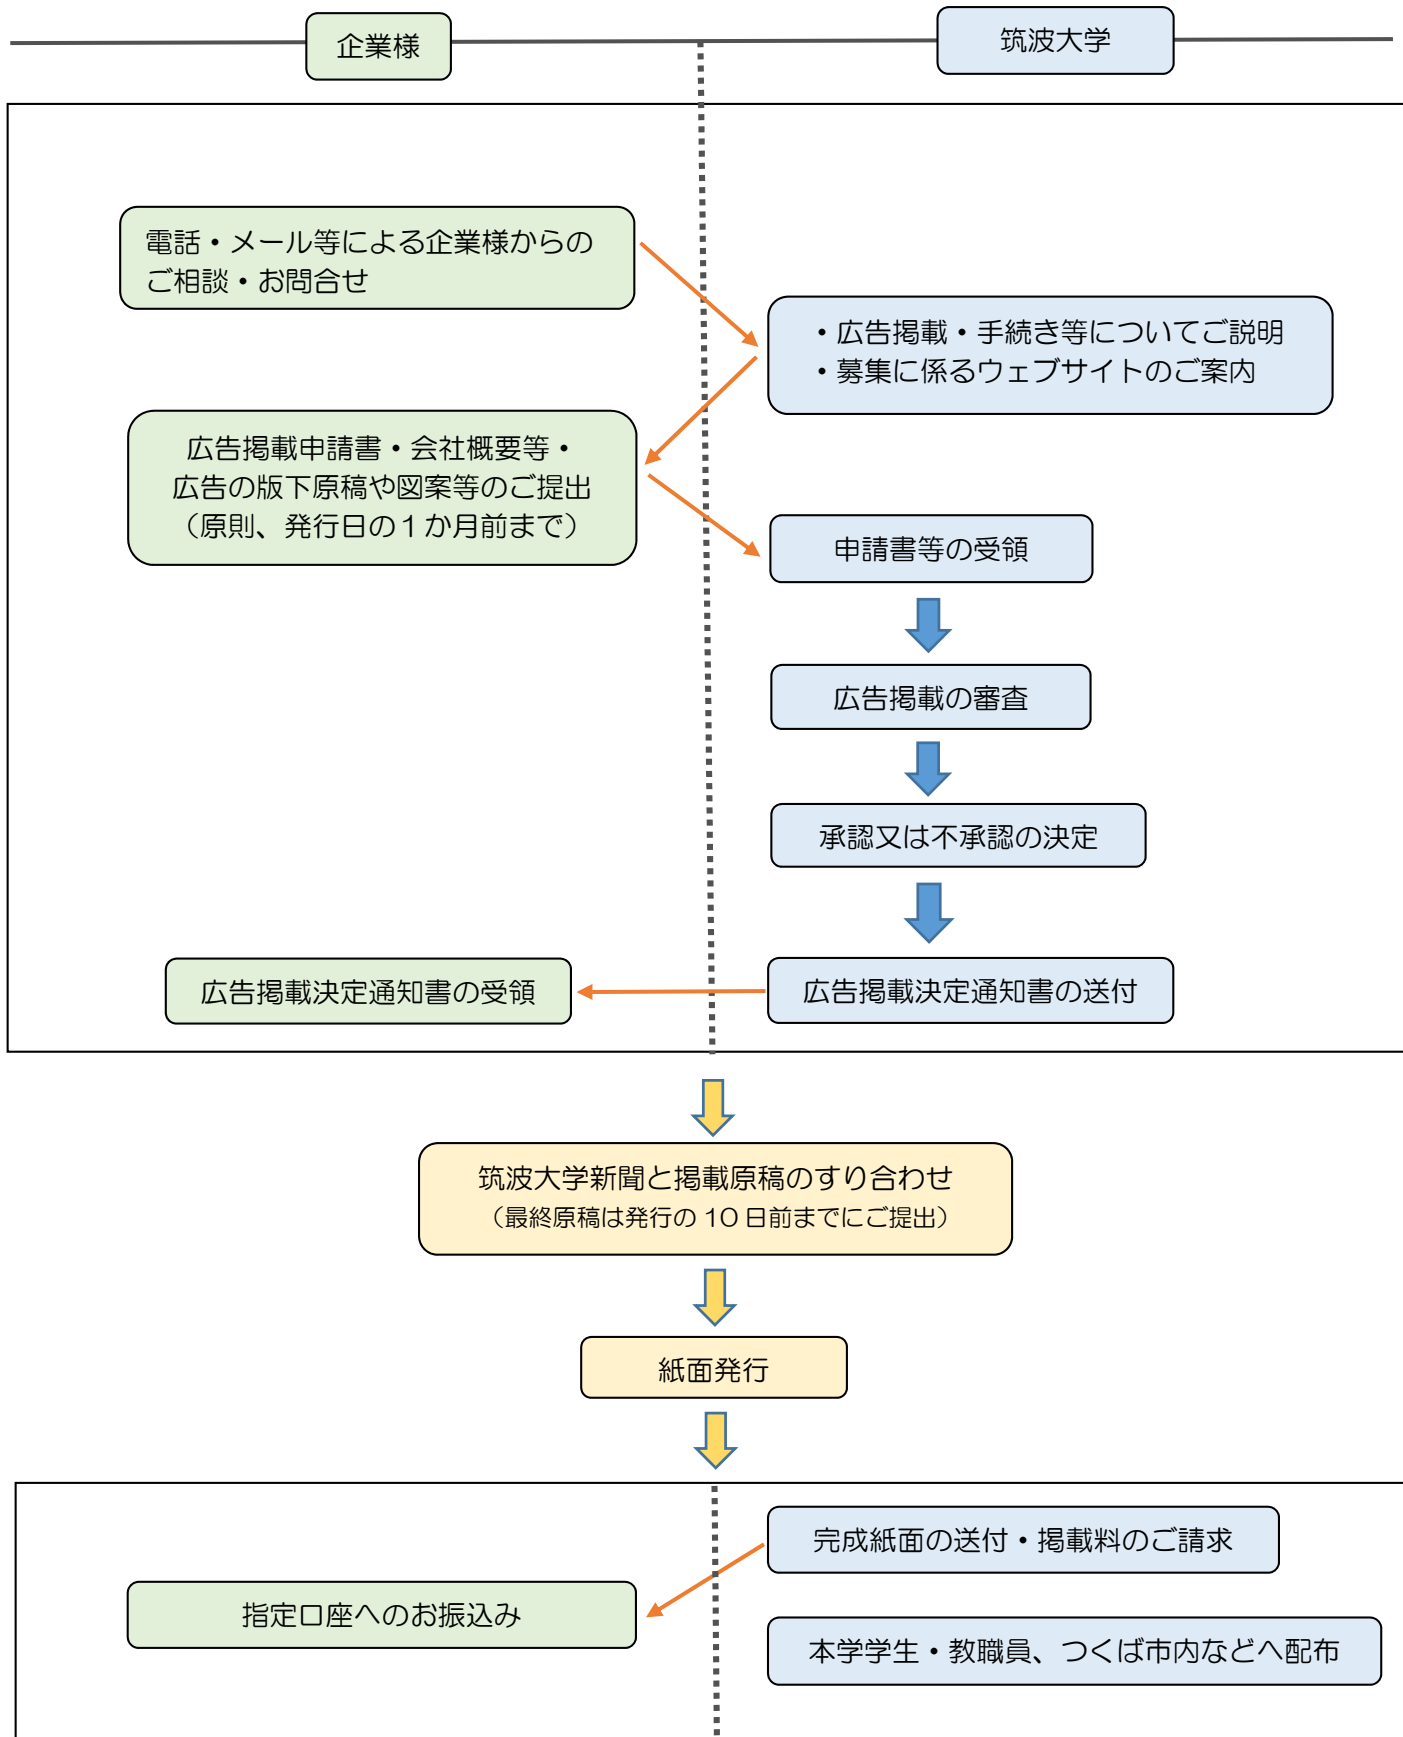 企業様
筑波大学
電話・メール等による企業様からの
ご相談・お問合せ
・広告掲載・手続き等についてご説明
・募集に係るウェブサイトのご案内
広告掲載申請書・会社概要等・
広告の版下原稿や図案等のご提出
（原則、発行日の１か月前まで）
申請書等の受領
広告掲載の審査
承認又は不承認の決定
広告掲載決定通知書の受領
広告掲載決定通知書の送付
筑波大学新聞と掲載原稿のすり合わせ
（最終原稿は発行の 10 日前までにご提出）
紙面発行
完成紙面の送付・掲載料のご請求
指定口座へのお振込み
本学学生・教職員、つくば市内などへ配布